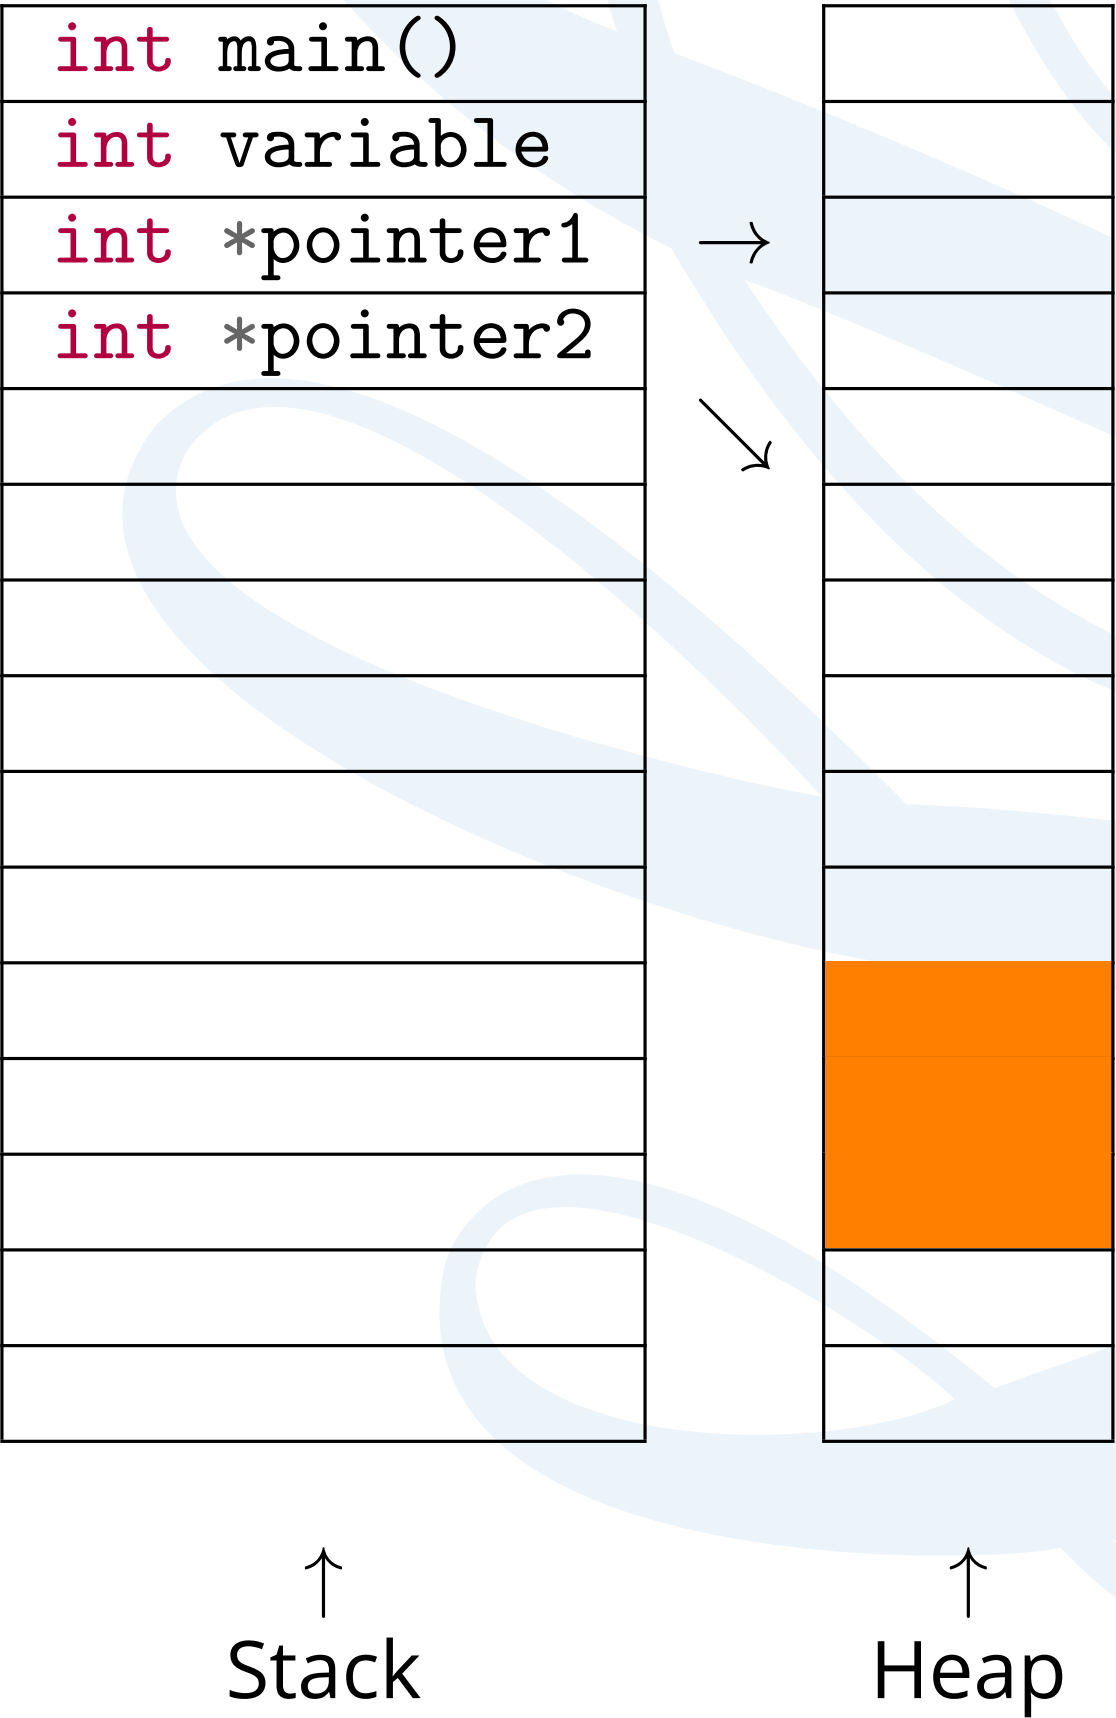 int main()
int variable
int *pointer1
int *pointer2
Stack
Heap